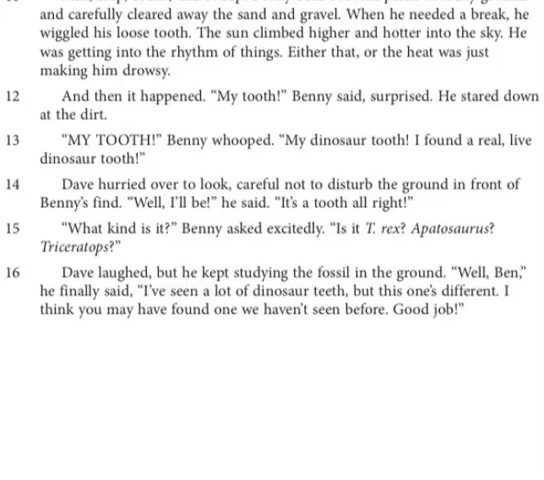 and carefully cleared away the sand and gravel. When he needed a break, he
wiggled his loose tooth. The sun climbed higher and hotter into the sky. He
was getting into the rhythm of things. Either that, or the heat was just
making him drowsy.
12 And then it happened. “My tooth!” Benny said, surprised. He stared down
at the dirt.
13 “MY TOOTH!” Benny whooped. “My dinosaur tooth! I found a real, live
dinosaur tooth!”
14 Dave hurried over to look, careful not to disturb the ground in front of
Benny’s find. “Well, I’ll be!” he said. “It’s a tooth all right!”
15 “What kind is it?” Benny asked excitedly. “Is it T. rex? Apatosaurus?
Triceratops?”
16 Dave laughed, but he kept studying the fossil in the ground. “Well, Ben,”
he finally said, “I’ve seen a lot of dinosaur teeth, but this one’s different. I
think you may have found one we haven’t seen before. Good job!”